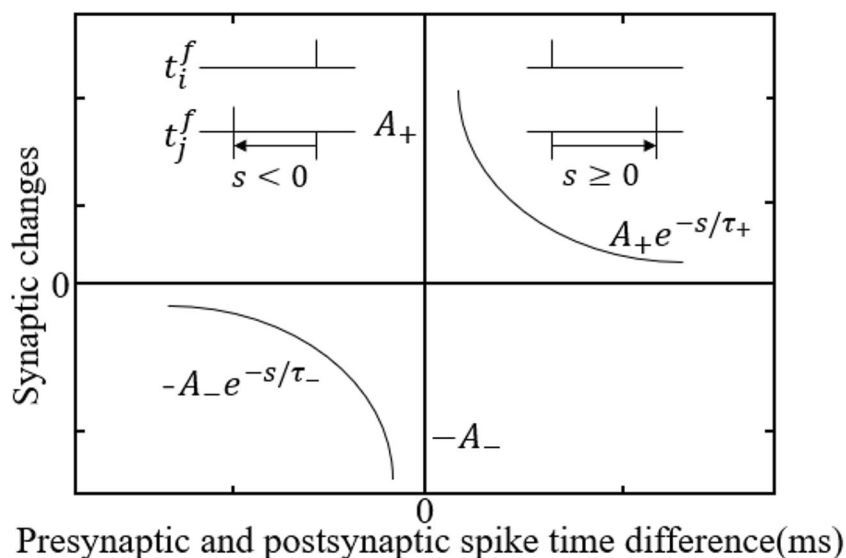 t_i^f
t_j^f
s < 0
A_+
s ≥ 0
A_+e^{-s/τ_+}
Synaptic changes
0
-A_-e^{-s/τ_-}
−A_-
0
Presynaptic and postsynaptic spike time difference(ms)